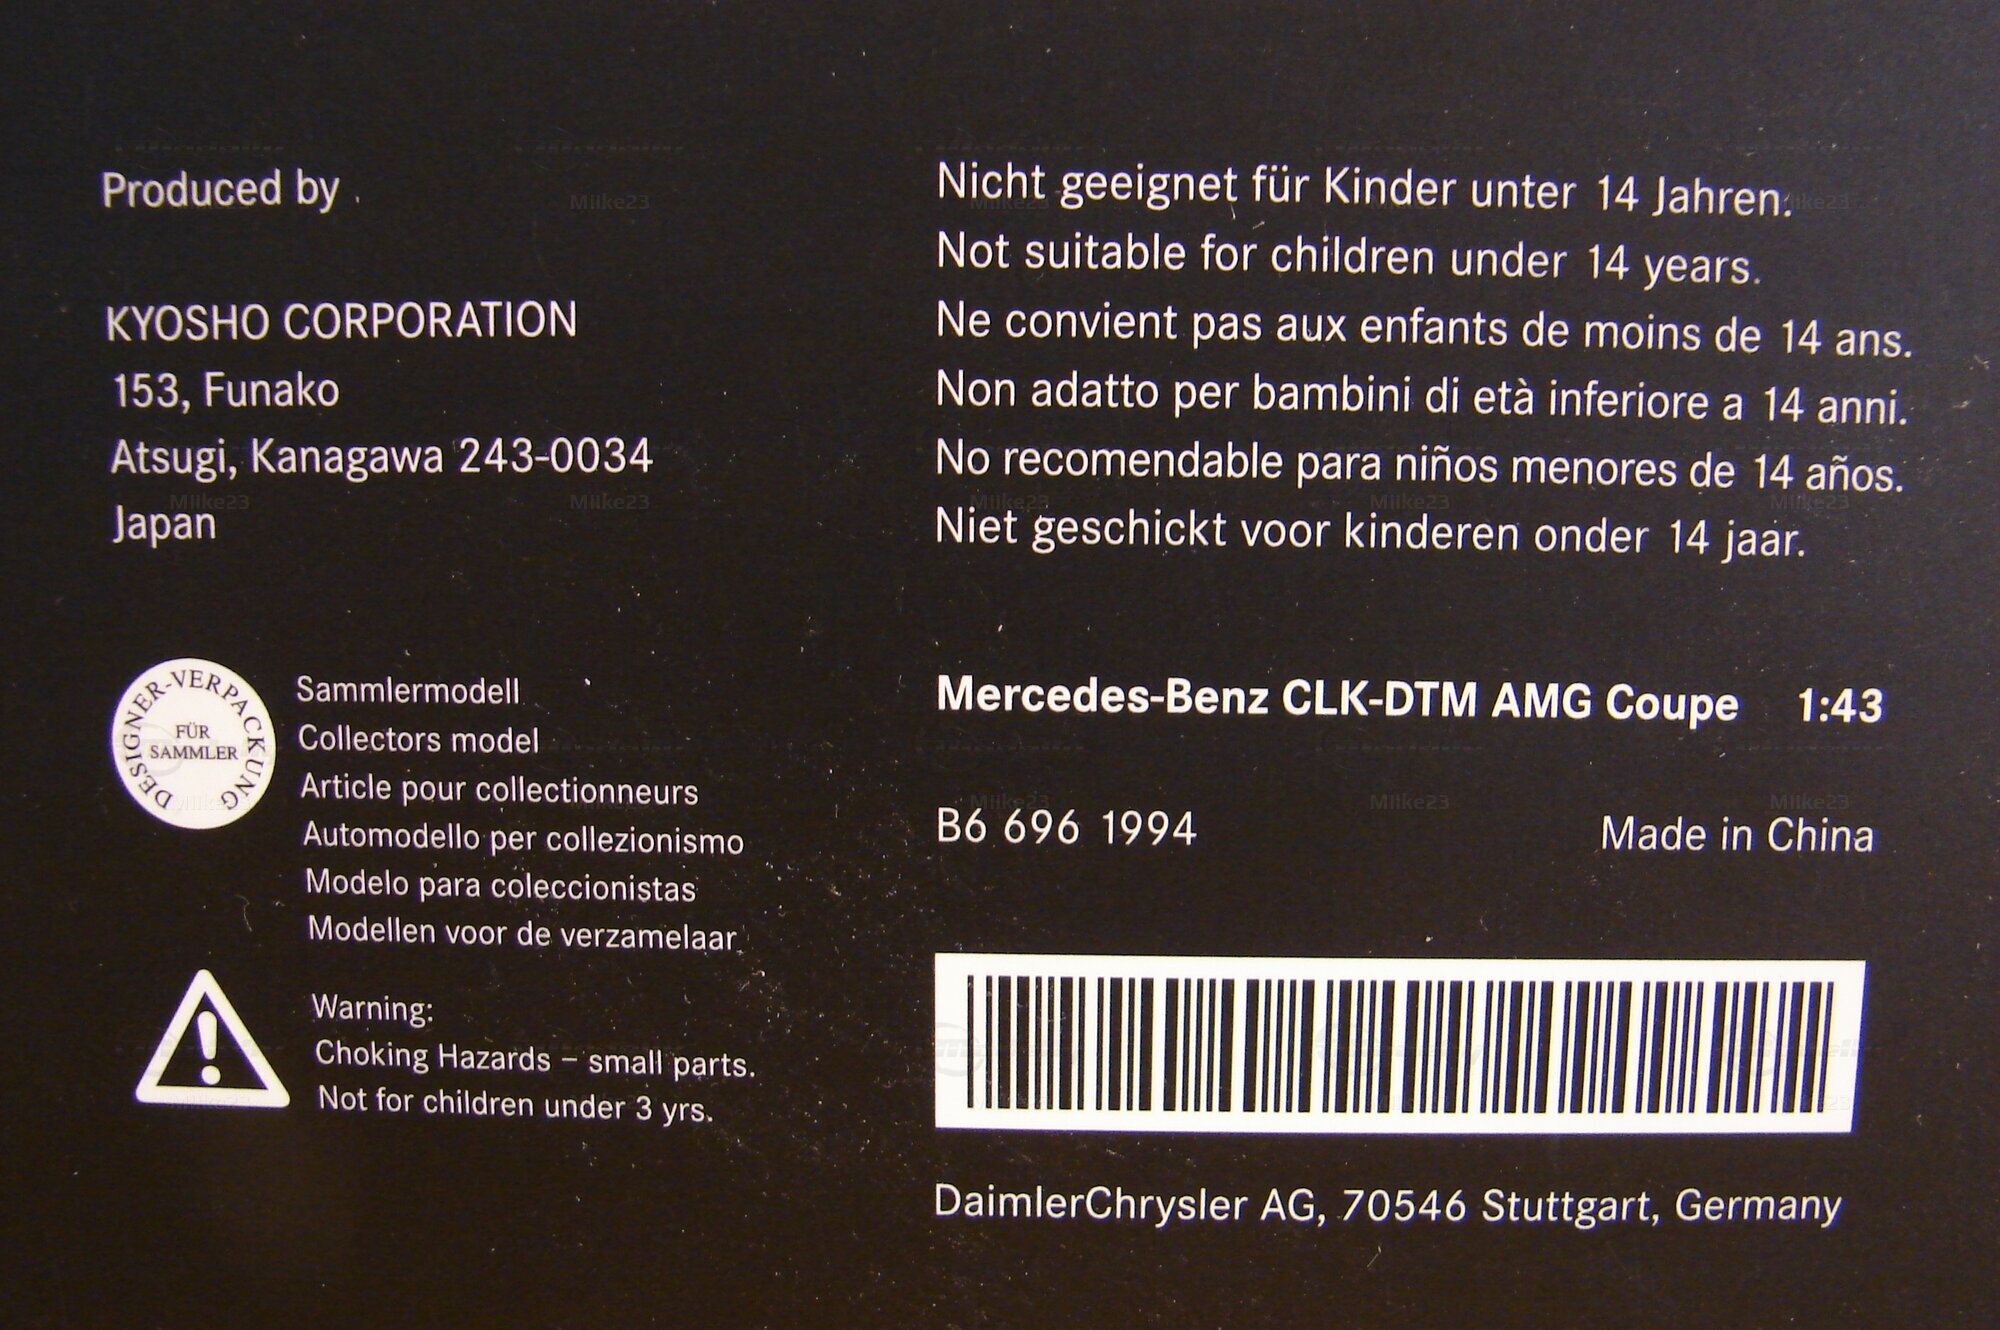 Produced by
KYOSHO CORPORATION
153, Funako
Atsugi, Kanagawa 243-0034
Japan
DESIGNER-VERPACKUNG
FÜR
SAMMLER
Sammlermodell
Collectors model
Article pour collectionneurs
Automodello per collezionismo
Modelo para coleccionistas
Modellen voor de verzamelaar
Warning:
Choking Hazards – small parts.
Not for children under 3 yrs.
Nicht geeignet für Kinder unter 14 Jahren.
Not suitable for children under 14 years.
Ne convient pas aux enfants de moins de 14 ans.
Non adatto per bambini di età inferiore a 14 anni.
No recomendable para niños menores de 14 años.
Niet geschickt voor kinderen onder 14 jaar.
Mercedes-Benz CLK-DTM AMG Coupe 1:43
B6 696 1994 Made in China
DaimlerChrysler AG, 70546 Stuttgart, Germany
Miike23